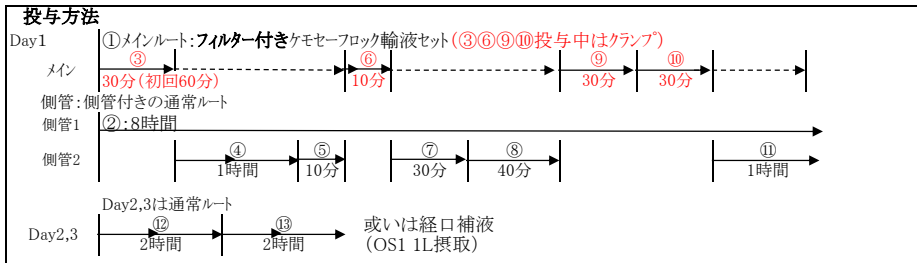 投与方法
Day1 ①メインルート:フィルター付きケモセーフロック輸液セット(③⑥⑨⑩投与中はクランプ)
メイン ③ ⑥ ⑨ ⑩
30分(初回60分) 10分 30分 30分
側管:側管付きの通常ルート
側管1 ②:8時間
側管2 ④ ⑤ ⑦ ⑧ ⑪
1時間 10分 30分 40分 1時間
Day2,3は通常ルート
Day2,3 ⑫ ⑬ 或いは経口補液
2時間 2時間 (OS1 1L摂取)